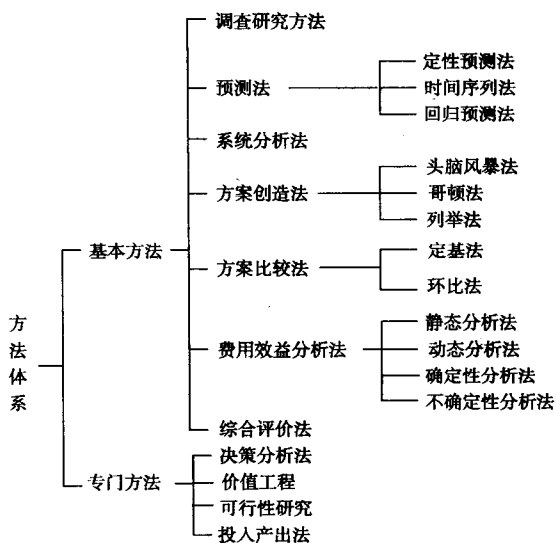 方法体系
基本方法
调查研究方法
预测法
定性预测法
时间序列法
回归预测法
系统分析法
方案创造法
头脑风暴法
哥顿法
列举法
方案比较法
定基法
环比法
费用效益分析法
静态分析法
动态分析法
确定性分析法
不确定性分析法
综合评价法
专门方法
决策分析法
价值工程
可行性研究
投入产出法